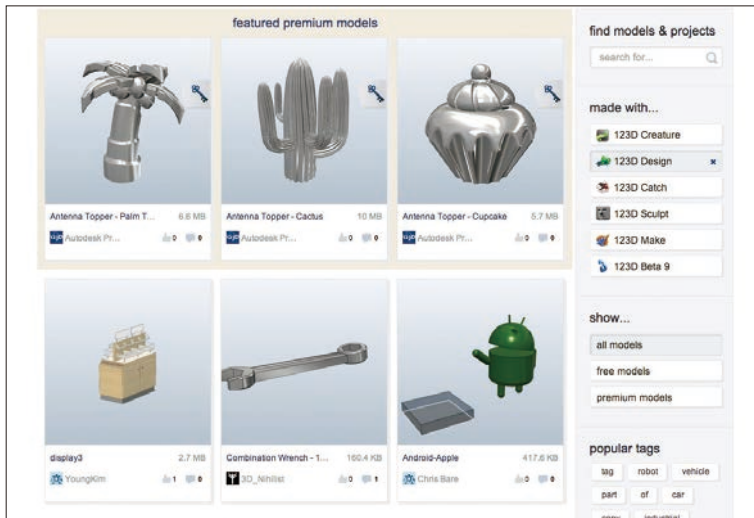 featured premium models
Antenna Topper - Palm T... 6.6 MB
Autodesk Pr... 0 0
Antenna Topper - Cactus 10 MB
Autodesk Pr... 0 0
Antenna Topper - Cupcake 5.7 MB
Autodesk Pr... 0 0
display3 2.7 MB
YoungKim 1 0
Combination Wrench - 1... 160.4 KB
3D_Nihilist 0 1
Android-Apple 417.6 KB
Chris Bare 0 0
find models & projects
search for...
made with...
123D Creature
123D Design
123D Catch
123D Sculpt
123D Make
123D Beta 9
show...
all models
free models
premium models
popular tags
tag robot vehicle
part of car